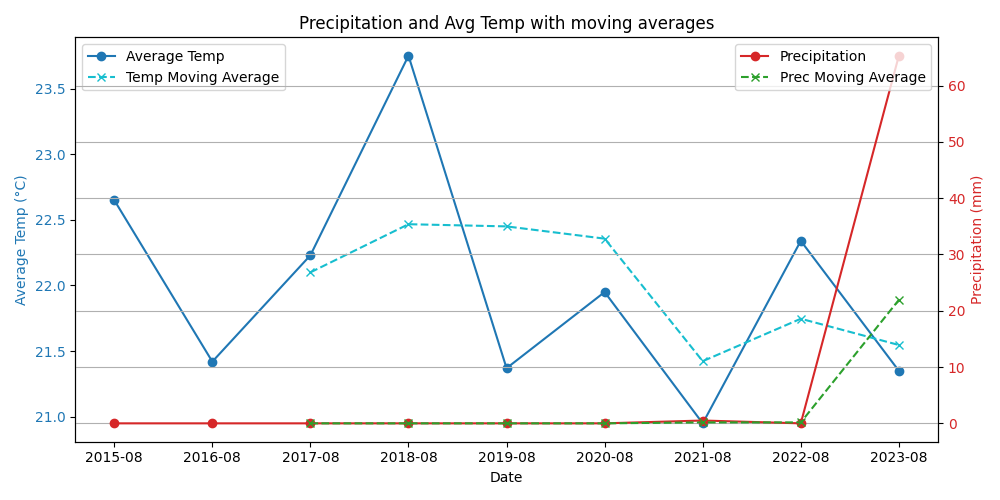 Precipitation and Avg Temp with moving averages
Average Temp
Temp Moving Average
Precipitation
Prec Moving Average
Average Temp (°C)
23.5
23.0
22.5
22.0
21.5
21.0
Precipitation (mm)
60
50
40
30
20
10
0
2015-08 2016-08 2017-08 2018-08 2019-08 2020-08 2021-08 2022-08 2023-08
Date